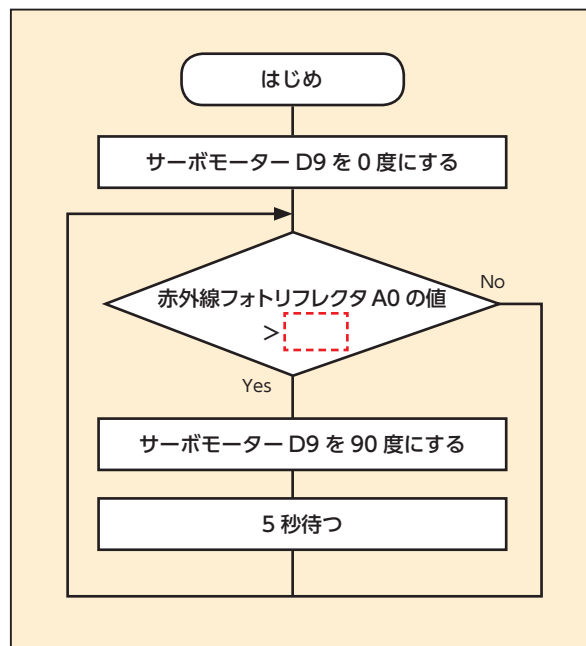 はじめ
サーボモーター D9 を 0 度にする
赤外線フォトリフレクタ A0 の値
>
No
Yes
サーボモーター D9 を 90 度にする
5 秒待つ